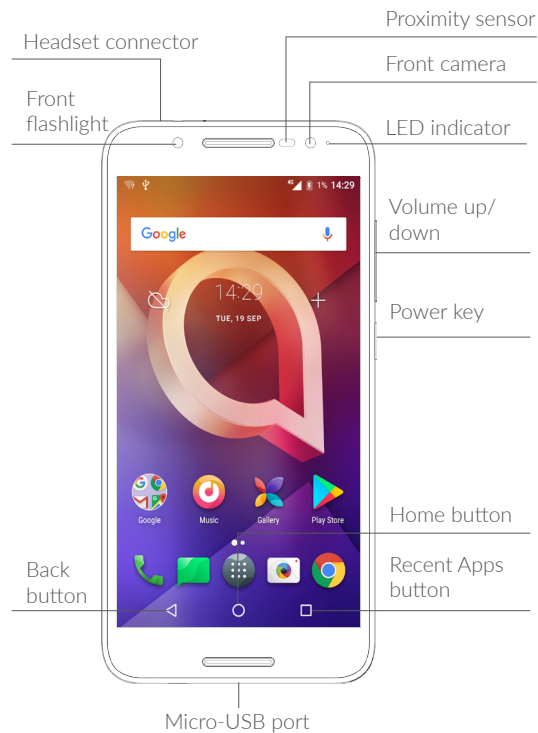 Proximity sensor
Headset connector
Front camera
Front
flashlight
LED indicator
4G 1% 14:29
Google
Volume up/
down
14:29
TUE, 19 SEP
Power key
Google Music Gallery Play Store
Home button
Back
button
Recent Apps
button
Micro-USB port